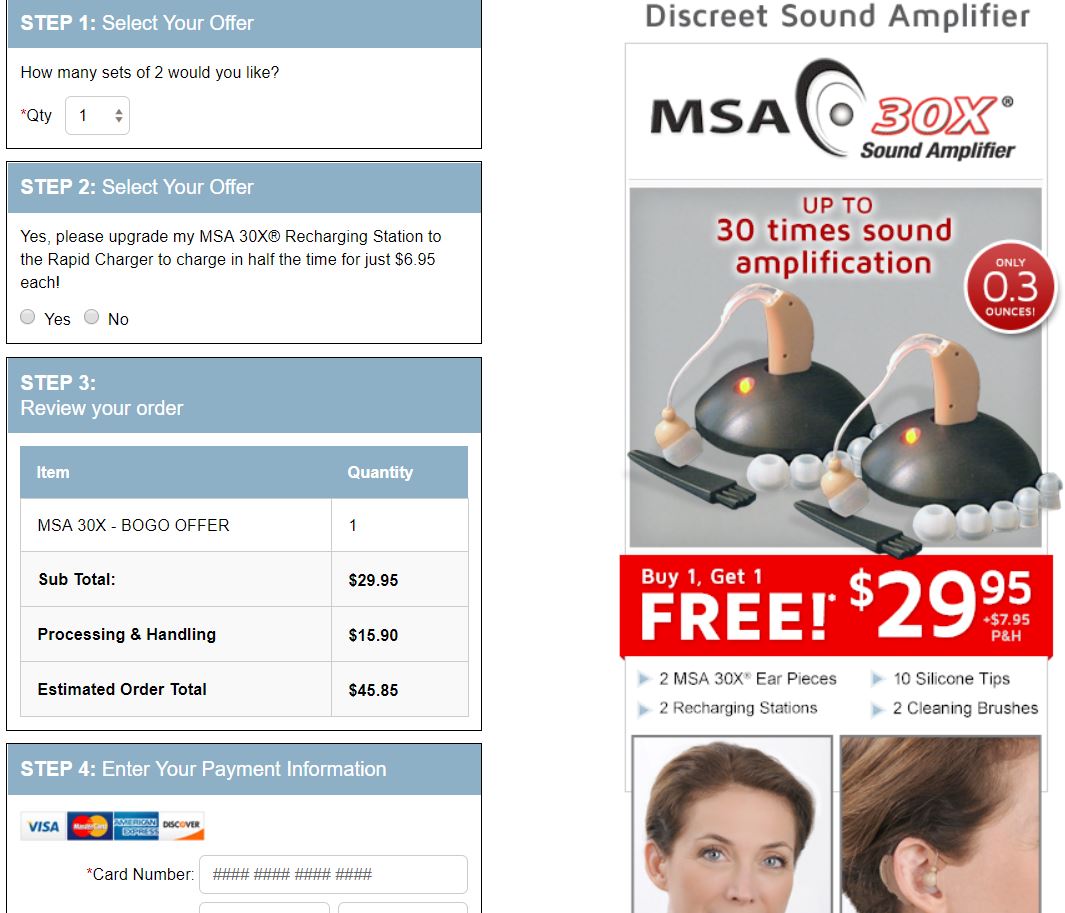 STEP 1: Select Your Offer
How many sets of 2 would you like?
*Qty 1
STEP 2: Select Your Offer
Yes, please upgrade my MSA 30X® Recharging Station to
the Rapid Charger to charge in half the time for just $6.95
each!
Yes No
STEP 3:
Review your order
Item Quantity
MSA 30X - BOGO OFFER 1
Sub Total: $29.95
Processing & Handling $15.90
Estimated Order Total $45.85
STEP 4: Enter Your Payment Information
VISA MasterCard AMERICAN EXPRESS DISCOVER
*Card Number: #### #### #### ####
Discreet Sound Amplifier
MSA 30X®
Sound Amplifier
UP TO
30 times sound
amplification
ONLY
0.3
OUNCES!
Buy 1, Get 1
FREE!*
$2995
+$7.95
P&H
2 MSA 30X® Ear Pieces
10 Silicone Tips
2 Recharging Stations
2 Cleaning Brushes